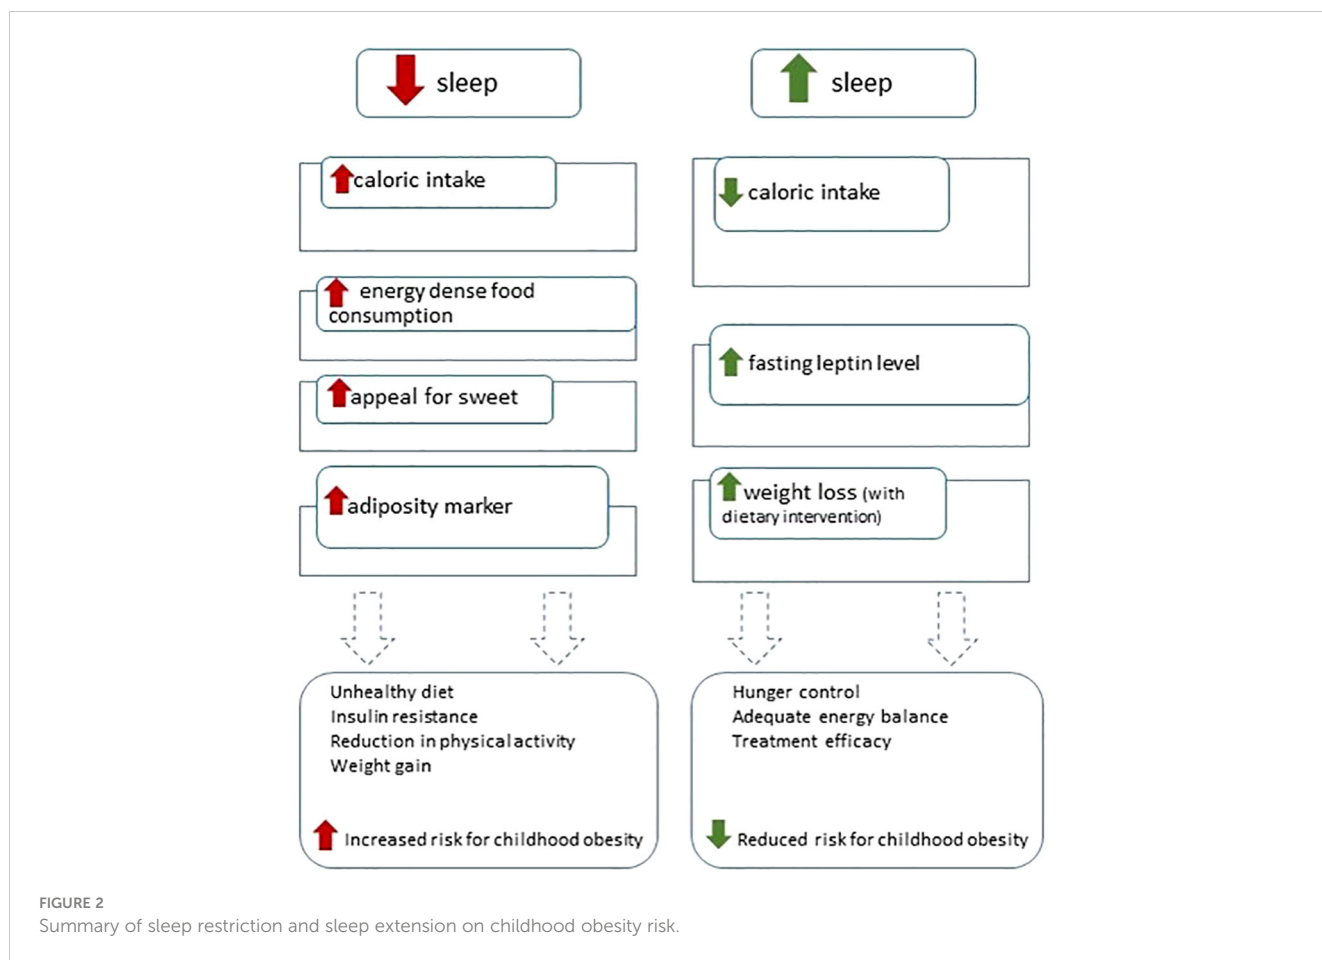 sleep
caloric intake
energy dense food
consumption
appeal for sweet
adiposity marker
Unhealthy diet
Insulin resistance
Reduction in physical activity
Weight gain
Increased risk for childhood obesity
sleep
caloric intake
fasting leptin level
weight loss (with
dietary intervention)
Hunger control
Adequate energy balance
Treatment efficacy
Reduced risk for childhood obesity
FIGURE 2
Summary of sleep restriction and sleep extension on childhood obesity risk.